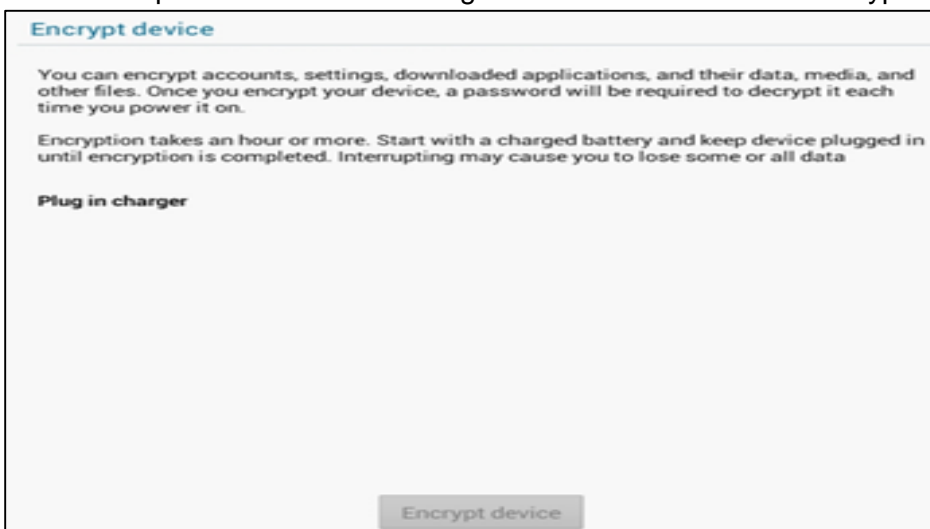 Encrypt device
You can encrypt accounts, settings, downloaded applications, and their data, media, and
other files. Once you encrypt your device, a password will be required to decrypt it each
time you power it on.
Encryption takes an hour or more. Start with a charged battery and keep device plugged in
until encryption is completed. Interrupting may cause you to lose some or all data
Plug in charger
Encrypt device